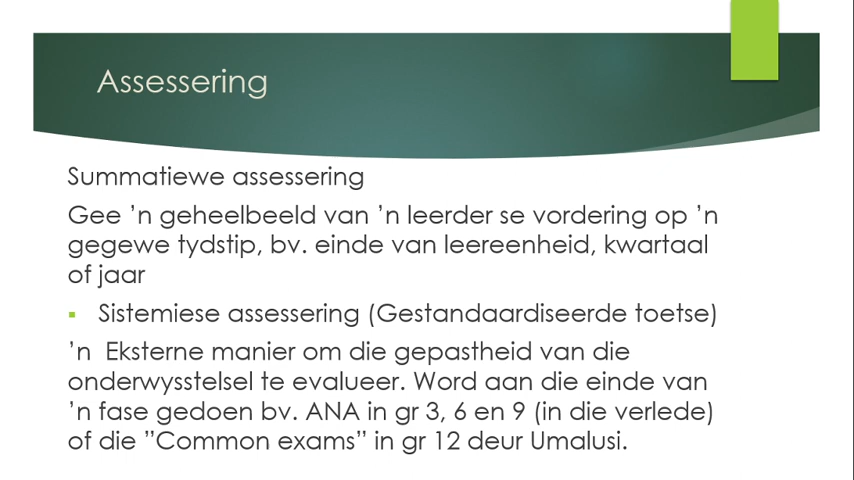 Assessering
Summatiewe assessering
Gee ’n geheelbeeld van ’n leerder se vordering op ’n
gegewe tydstip, bv. einde van leereenheid, kwartaal
of jaar
▪ Sistemiese assessering (Gestandaardiseerde toetse)
’n Eksterne manier om die gepastheid van die
onderwysstelsel te evalueer. Word aan die einde van
’n fase gedoen bv. ANA in gr 3, 6 en 9 (in die verlede)
of die ”Common exams” in gr 12 deur Umalusi.